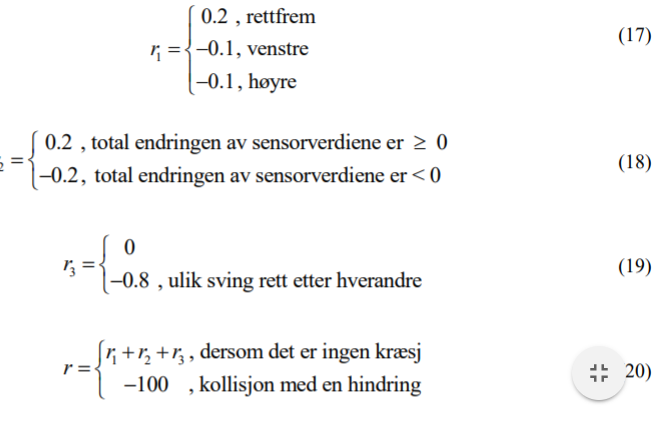 r₁ = { 0.2 , rettfrem
−0.1, venstre (17)
−0.1, høyre
₂ = { 0.2 , total endringen av sensorverdiene er ≥ 0
−0.2, total endringen av sensorverdiene er < 0 (18)
r₃ = { 0
−0.8 , ulik sving rett etter hverandre (19)
r = { r₁ + r₂ + r₃ , dersom det er ingen kræsj
−100 , kollisjon med en hindring 20)